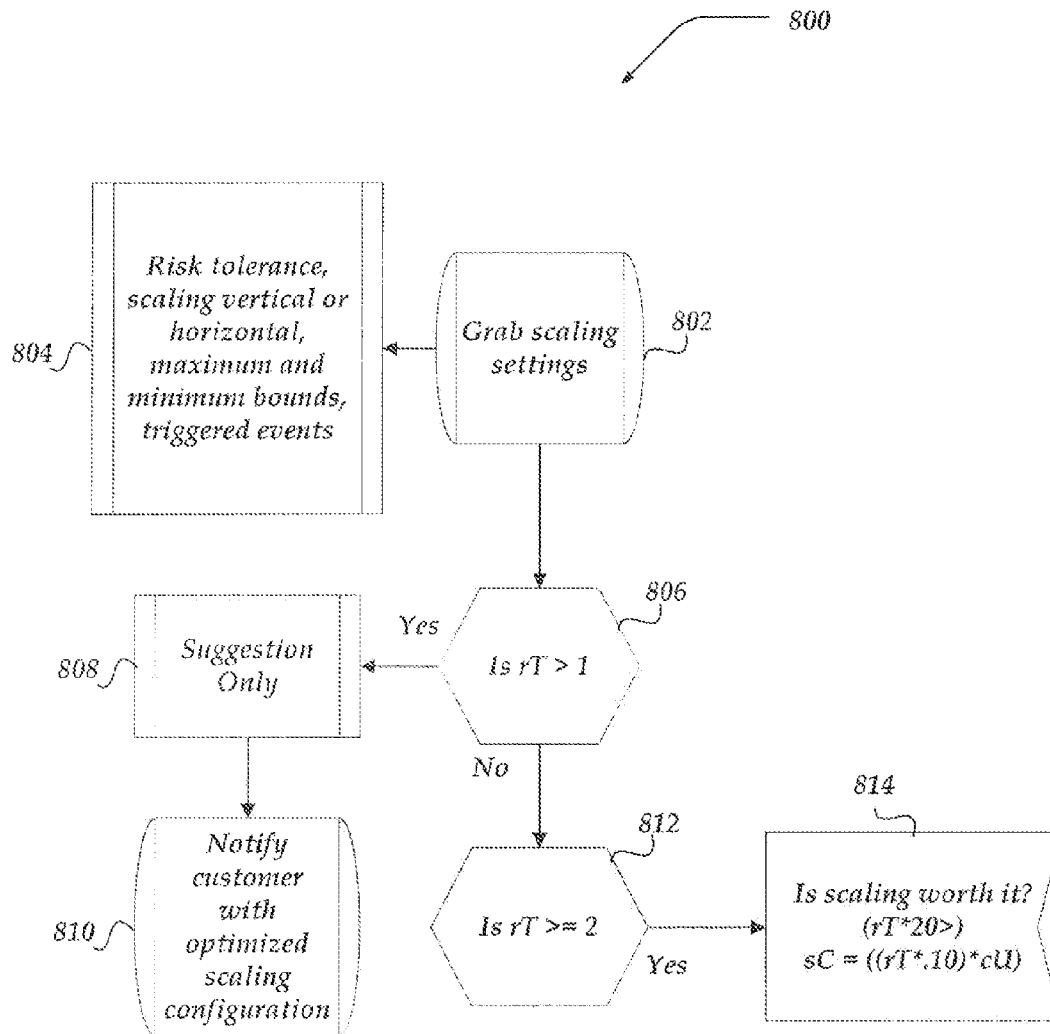 800
Risk tolerance,
scaling vertical or
horizontal,
maximum and
minimum bounds,
triggered events
804
Grab scaling
settings
802
806
Is rT > 1
Yes
No
Suggestion
Only
808
Notify
customer
with
optimized
scaling
configuration
810
812
Is rT >= 2
Yes
814
Is scaling worth it?
(rT*20>)
sC = ((rT*.10)*cU)